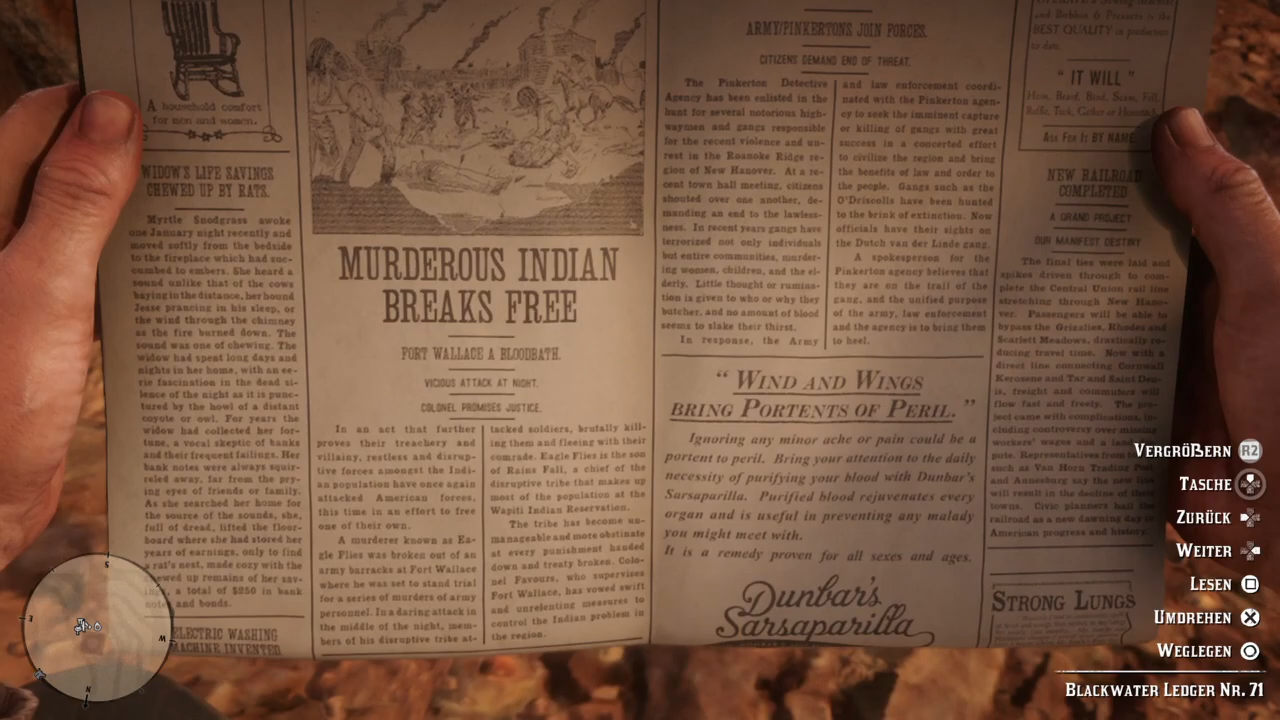 A household comfort
for men and women.
WIDOW'S LIFE SAVINGS
CHEWED UP BY RATS.
Myrtle Snodgrass awoke
one January night recently and
moved softly from the bedside
to the fireplace which had suc-
cumbed to embers. She heard a
sound unlike that of the cows
baying in the distance, her hound
Jesse prancing in his sleep, or
the wind through the chimney
as the fire burned down. The
sound was one of chewing. The
widow had spent long days and
nights in her home, with an ee-
rie fascination in the dead si-
lence of the night as it is punc-
tured by the howl of a distant
coyote or owl. For years the
widow had collected her for-
tune, a vocal skeptic of banks
and their frequent failings. Her
bank notes were always squir-
reled away, far from the pry-
ing eyes of friends or family.
As she searched her home for
the source of the sounds, she,
full of dread, lifted the floor-
board where she had stored her
years of earnings, only to find
a rat's nest, made cozy with the
chewed up remains of her sav-
ings, a total of $250 in bank
notes and bonds.
ELECTRIC WASHING
MACHINE INVENTED
MURDEROUS INDIAN
BREAKS FREE
FORT WALLACE A BLOODBATH.
VICIOUS ATTACK AT NIGHT.
COLONEL PROMISES JUSTICE.
In an act that further
proves their treachery and
villainy, restless and disrup-
tive forces amongst the Indi-
an population have once again
attacked American forces,
this time in an effort to free
one of their own.
A murderer known as Ea-
gle Flies was broken out of an
army barracks at Fort Wallace
where he was set to stand trial
for a series of murders of army
personnel. In a daring attack in
the middle of the night, mem-
bers of his disruptive tribe at-
tacked soldiers, brutally kill-
ing them and fleeing with their
comrade. Eagle Flies is the son
of Rains Fall, a chief of the
disruptive tribe that makes up
most of the population at the
Wapiti Indian Reservation.
The tribe has become un-
manageable and more obstinate
at every punishment handed
down and treaty broken. Colo-
nel Favours, who supervises
Fort Wallace, has vowed swift
and unrelenting measures to
control the Indian problem in
the region.
ARMY/PINKERTONS JOIN FORCES.
CITIZENS DEMAND END OF THREAT.
The Pinkerton Detective
Agency has been enlisted in the
hunt for several notorious high-
waymen and gangs responsible
for the recent violence and un-
rest in the Roanoke Ridge re-
gion of New Hanover. At a re-
cent town hall meeting, citizens
shouted over one another, de-
manding an end to the lawless-
ness. In recent years gangs have
terrorized not only individuals
but entire communities, murder-
ing women, children, and the el-
derly. Little thought or rumina-
tion is given to who or why they
butcher, and no amount of blood
seems to slake their thirst.
In response, the Army
and law enforcement coordi-
nated with the Pinkerton agen-
cy to seek the imminent capture
or killing of gangs with great
success in a concerted effort
to civilize the region and bring
the benefits of law and order to
the people. Gangs such as the
O'Driscolls have been hunted
to the brink of extinction. Now
officials have their sights on
the Dutch van der Linde gang.
A spokesperson for the
Pinkerton agency believes that
they are on the trail of the
gang, and the unified purpose
of the army, law enforcement
and the agency is to bring them
to heel.
" WIND AND WINGS
BRING PORTENTS OF PERIL. "
Ignoring any minor ache or pain could be a
portent to peril. Bring your attention to the daily
necessity of purifying your blood with Dunbar's
Sarsaparilla. Purified blood rejuvenates every
organ and is useful in preventing any malady
you might meet with.
It is a remedy proven for all sexes and ages.
Dunbar's
Sarsaparilla
BEST QUALITY in production
to date.
" IT WILL "
ASK FOR IT BY NAME
NEW RAILROAD
COMPLETED
A GRAND PROJECT
OUR MANIFEST DESTINY
The final ties were laid and
spikes driven through to com-
plete the Central Union rail line
stretching through New Hano-
ver. Passengers will be able to
bypass the Grizzlies, Rhodes and
Scarlett Meadows, drastically re-
ducing travel time. Now with a
direct line connecting Cornwall
Kerosene and Tar and Saint Den-
is, freight and commuters will
flow fast and freely. The pro-
ject came with complications, in-
cluding controversy over missing
workers' wages and a land
pute. Representatives from
such as Van Horn Trading Post
and Annesburg say the new line
will result in the decline of their
towns. Civic planners hail the
railroad as a new dawning day in
American progress and history.
STRONG LUNGS
VERGRÖßERN R2
TASCHE
ZURÜCK
WEITER
LESEN
UMDREHEN
WEGLEGEN
BLACKWATER LEDGER NR. 71
S
E
W
N